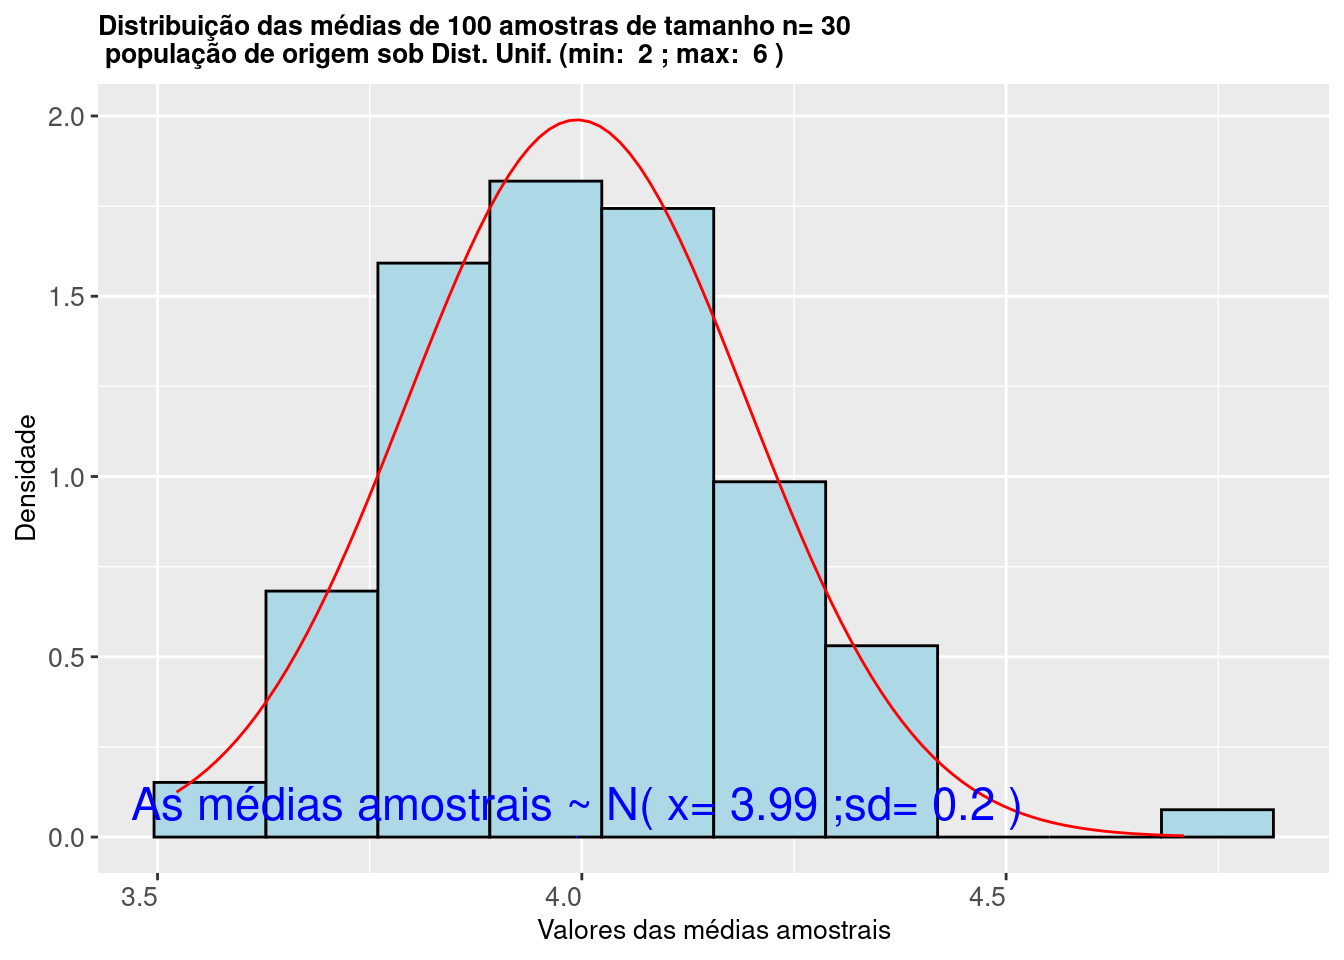 Distribuição das médias de 100 amostras de tamanho n= 30
população de origem sob Dist. Unif. (min:  2 ; max:  6 )
2.0
1.5
1.0
0.5
0.0
Densidade
As médias amostrais ~ N( x= 3.99 ;sd= 0.2 )
3.5
4.0
4.5
Valores das médias amostrais